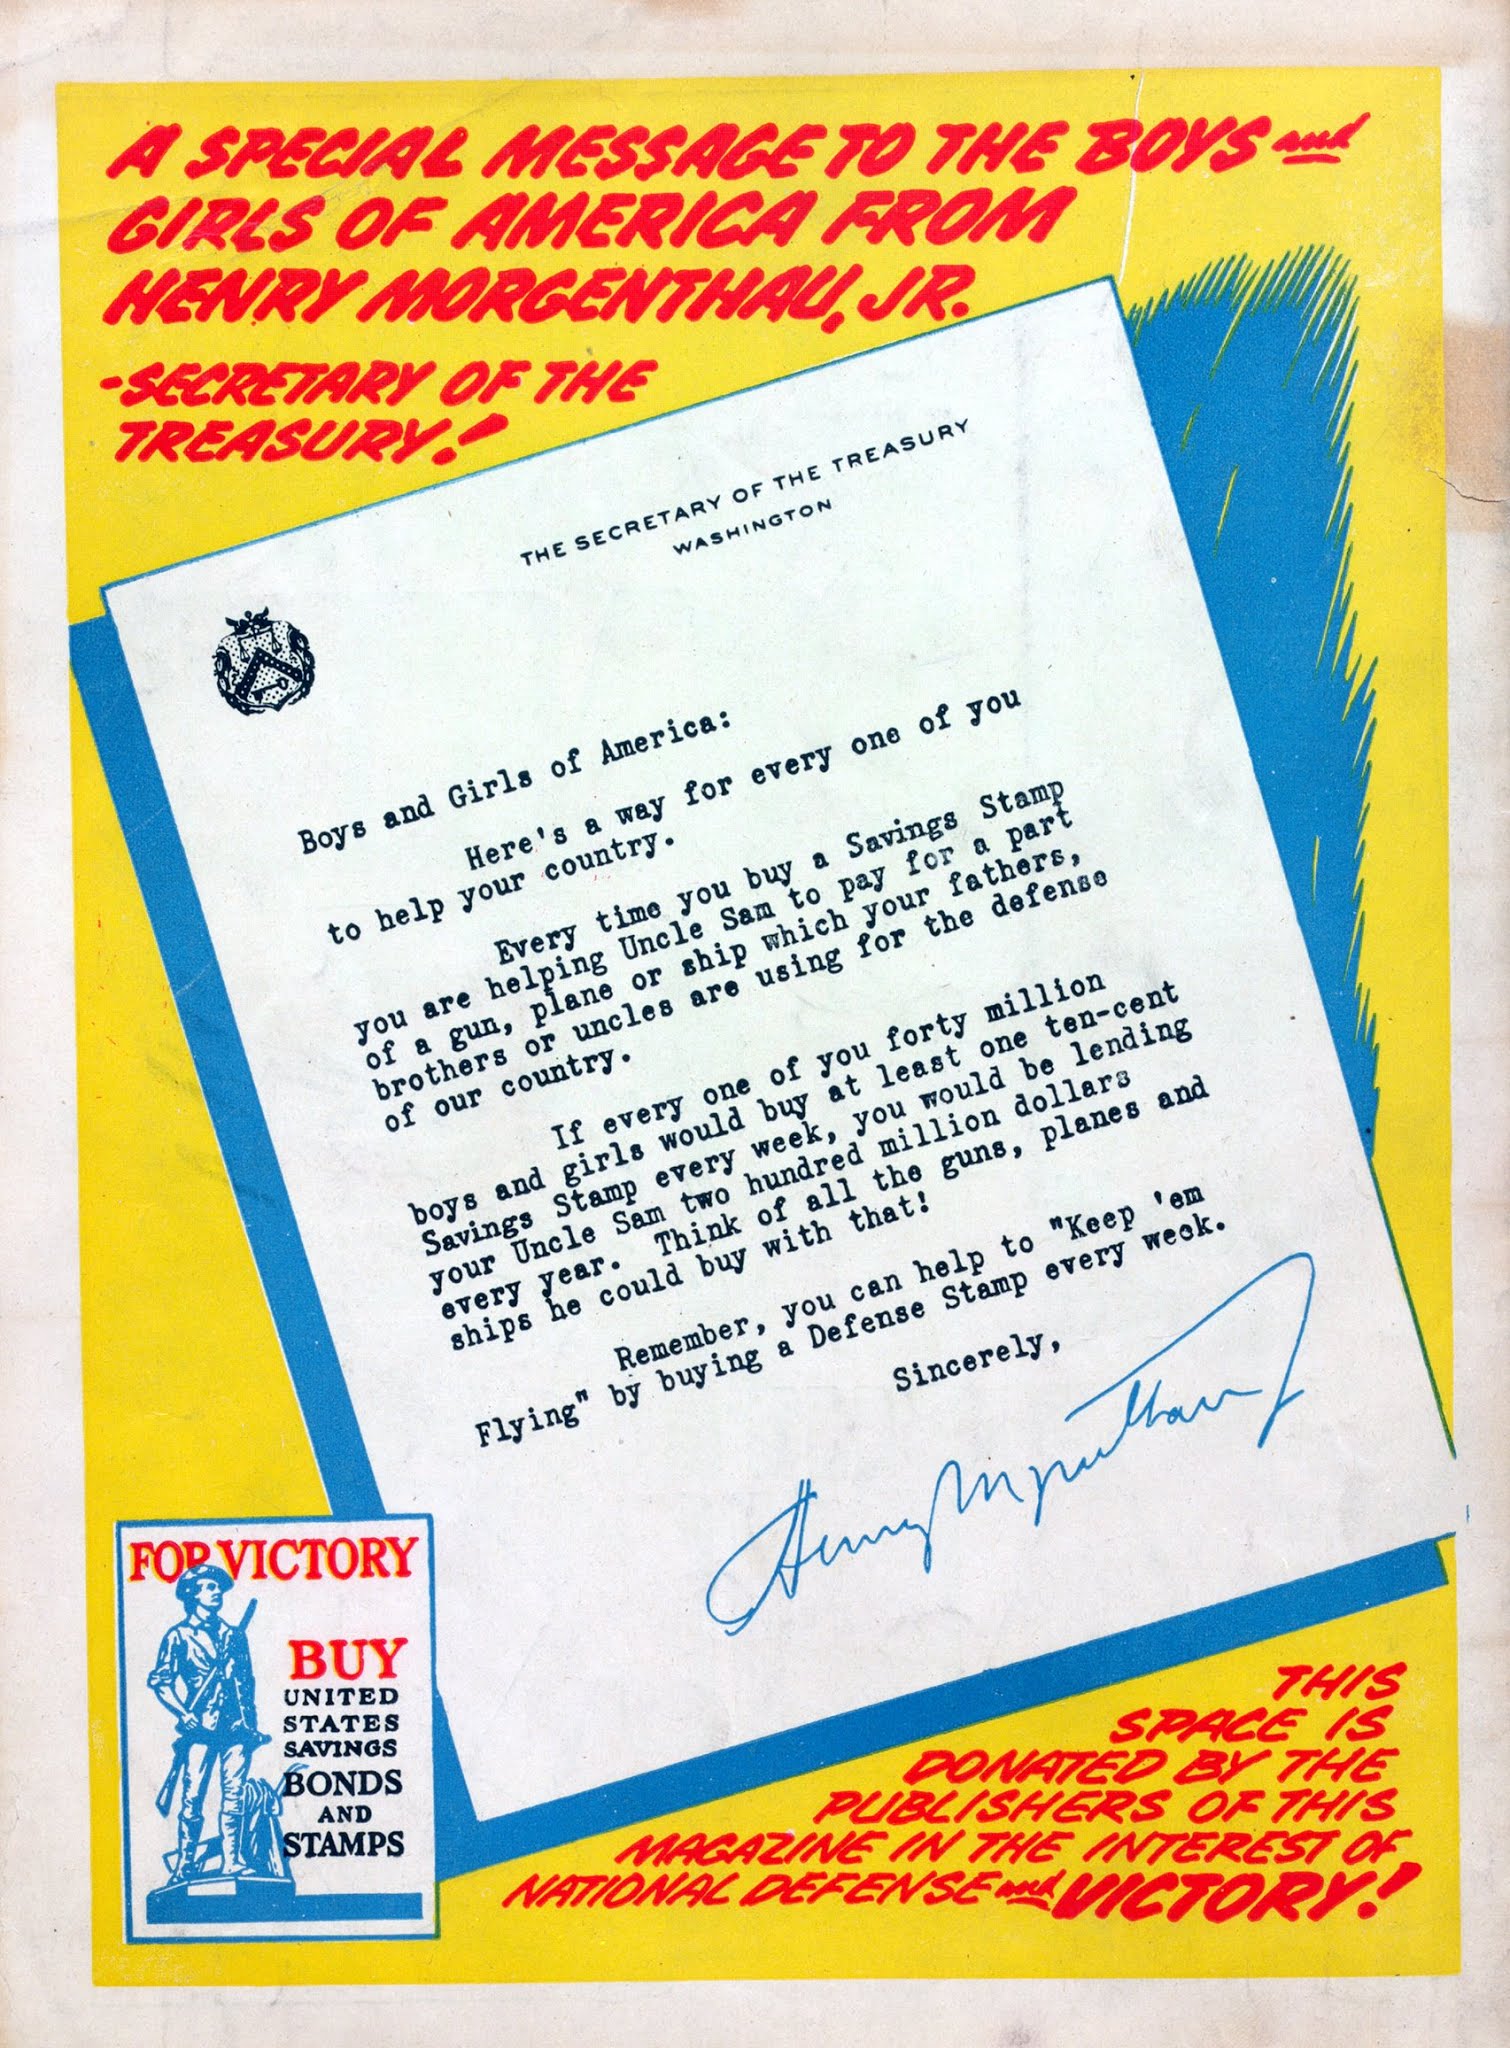 A SPECIAL MESSAGE TO THE BOYS and
GIRLS OF AMERICA FROM
HENRY MORGENTHAU, JR.
-SECRETARY OF THE
TREASURY!
THE SECRETARY OF THE TREASURY
WASHINGTON
Boys and Girls of America:
Here's a way for every one of you
to help your country.
Every time you buy a Savings Stamp
you are helping Uncle Sam to pay for a part
of a gun, plane or ship which your fathers,
brothers or uncles are using for the defense
of our country.
If every one of you forty million
boys and girls would buy at least one ten-cent
Savings Stamp every week, you would be lending
your Uncle Sam two hundred million dollars
every year. Think of all the guns, planes and
ships he could buy with that!
Remember, you can help to "Keep 'em
Flying" by buying a Defense Stamp every week.
Sincerely,
Henry Morgenthau Jr
FOR VICTORY
BUY
UNITED
STATES
SAVINGS
BONDS
AND
STAMPS
THIS
SPACE IS
DONATED BY THE
PUBLISHERS OF THIS
MAGAZINE IN THE INTEREST OF
NATIONAL DEFENSE and VICTORY!